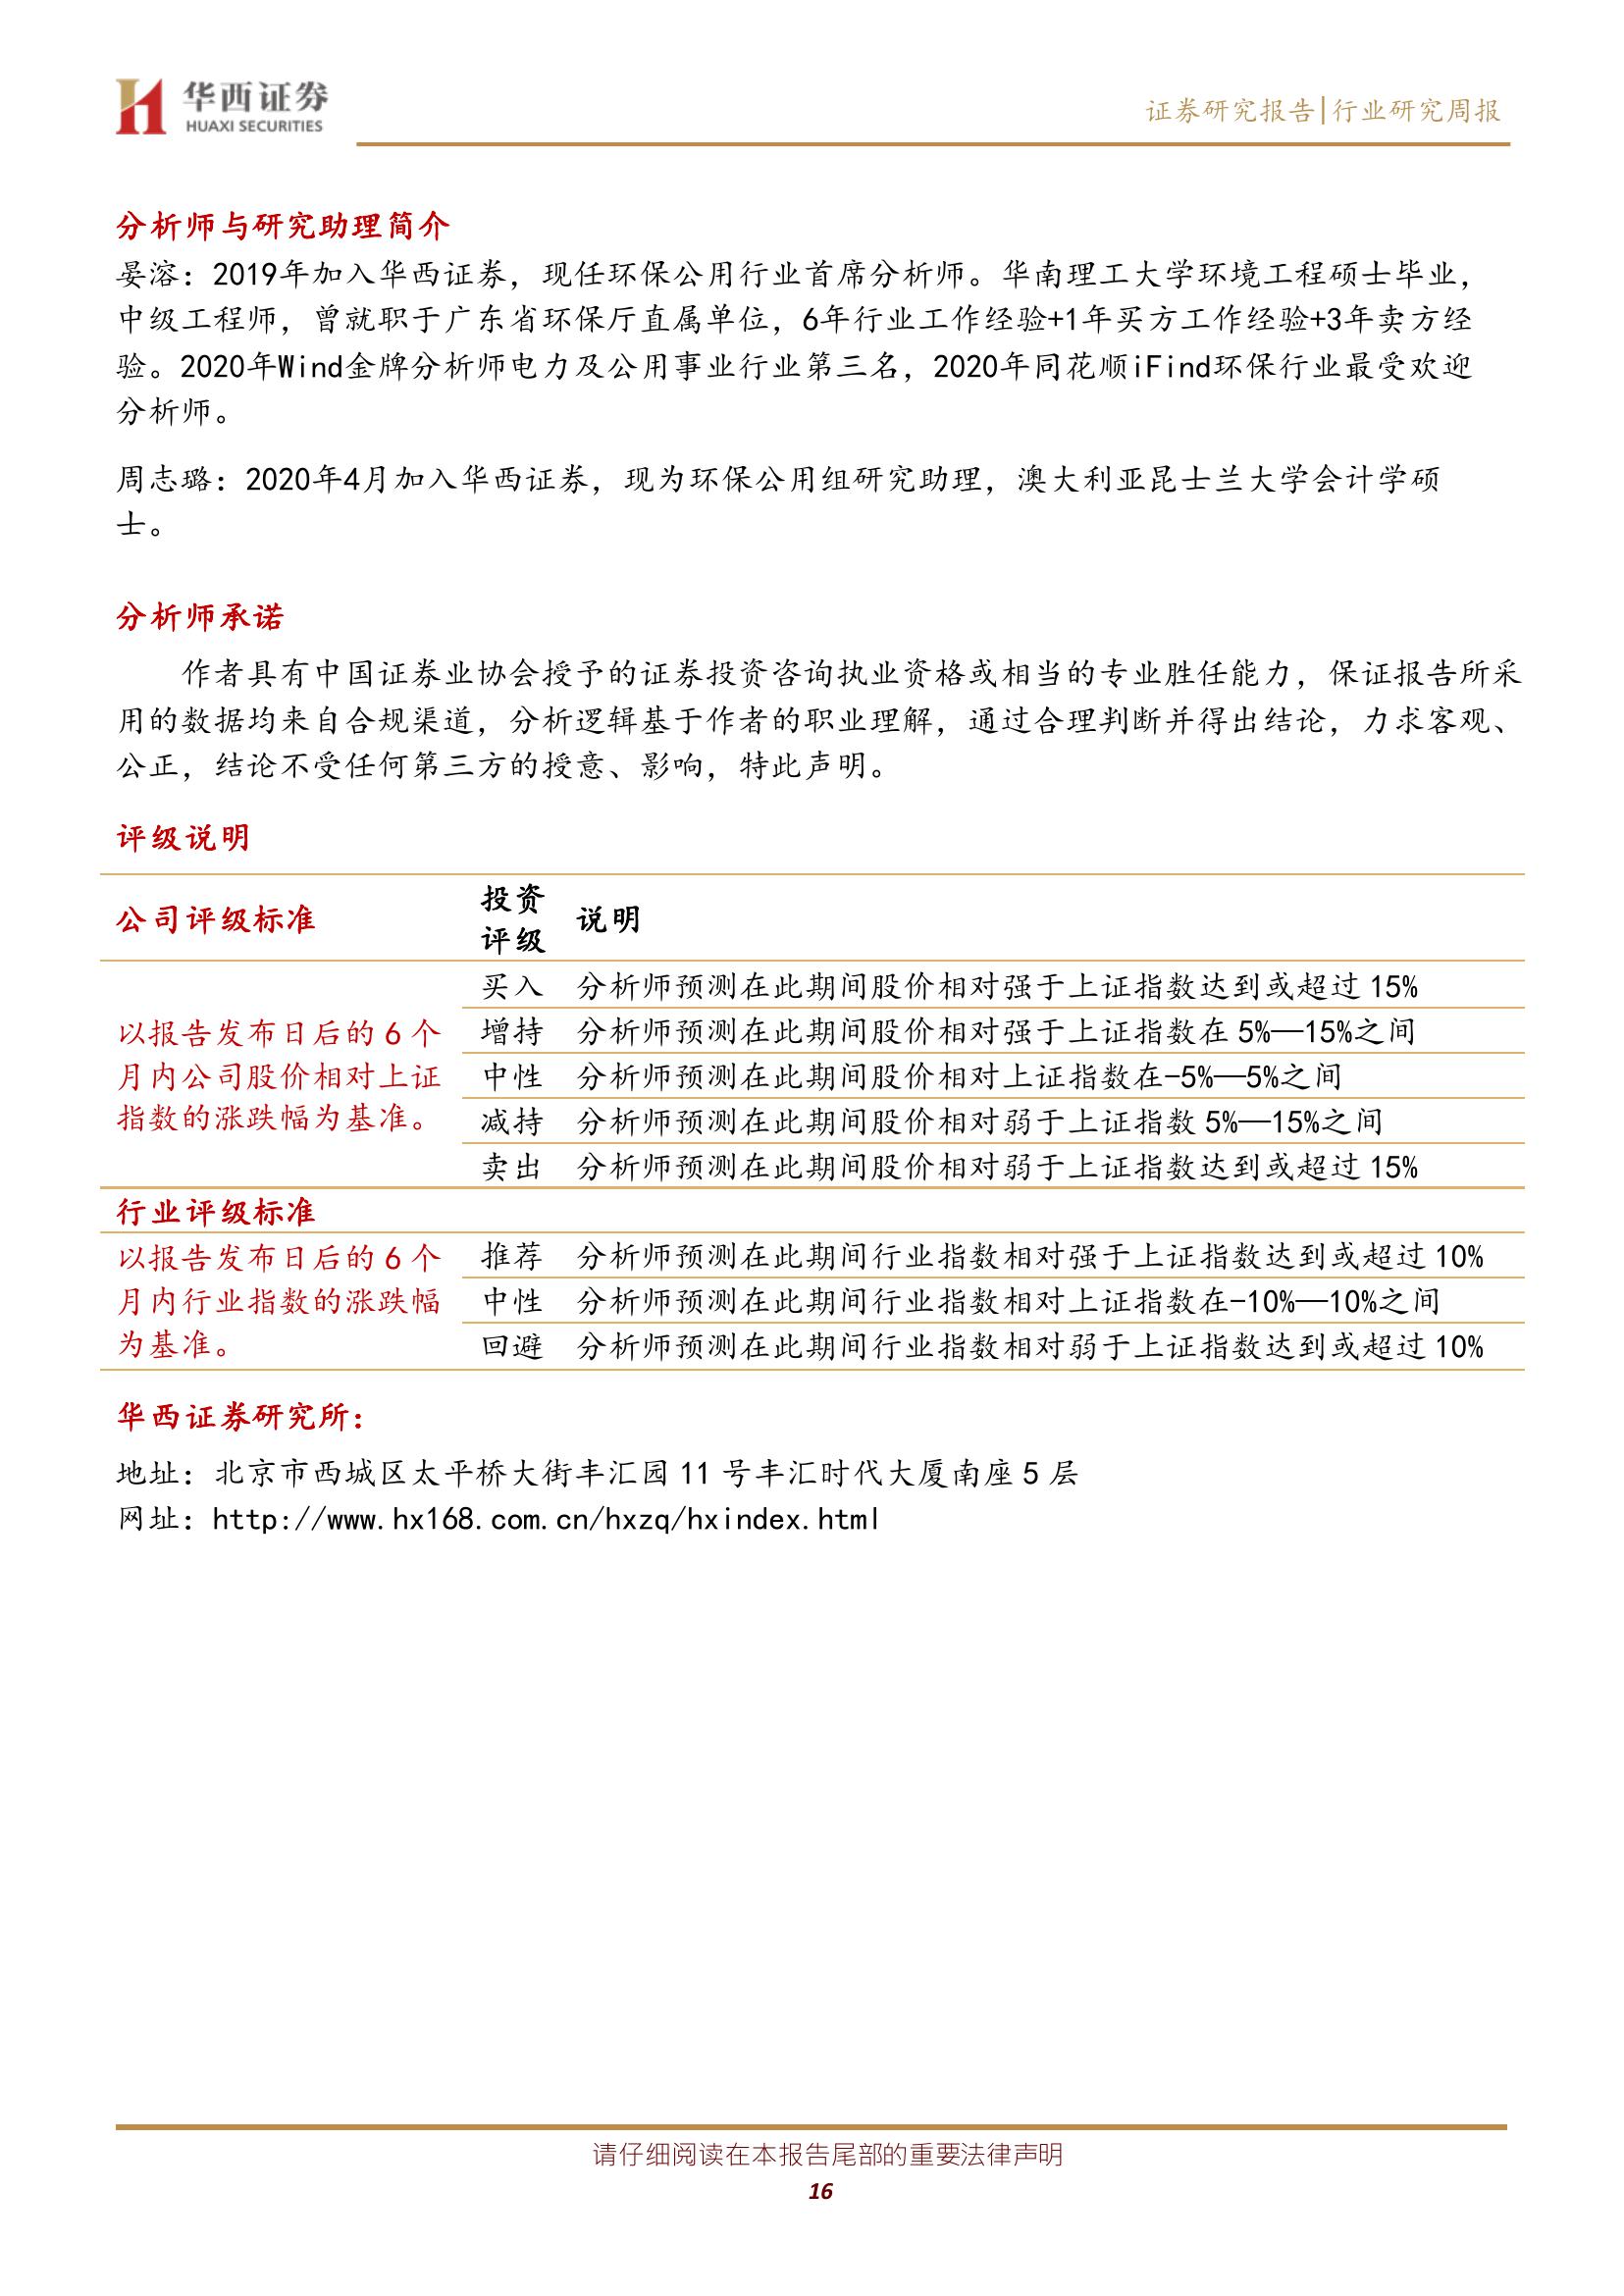 华西证券
HUAXI SECURITIES
证券研究报告|行业研究周报
分析师与研究助理简介
晏溶：2019年加入华西证券，现任环保公用行业首席分析师。华南理工大学环境工程硕士毕业，
中级工程师，曾就职于广东省环保厅直属单位，6年行业工作经验+1年买方工作经验+3年卖方经
验。2020年Wind金牌分析师电力及公用事业行业第三名，2020年同花顺iFind环保行业最受欢迎
分析师。
周志璐：2020年4月加入华西证券，现为环保公用组研究助理，澳大利亚昆士兰大学会计学硕
士。
分析师承诺
作者具有中国证券业协会授予的证券投资咨询执业资格或相当的专业胜任能力，保证报告所采
用的数据均来自合规渠道，分析逻辑基于作者的职业理解，通过合理判断并得出结论，力求客观、
公正，结论不受任何第三方的授意、影响，特此声明。
评级说明
公司评级标准 投资评级 说明
以报告发布日后的 6 个
月内公司股价相对上证
指数的涨跌幅为基准。
买入 分析师预测在此期间股价相对强于上证指数达到或超过 15%
增持 分析师预测在此期间股价相对强于上证指数在 5%—15%之间
中性 分析师预测在此期间股价相对上证指数在-5%—5%之间
减持 分析师预测在此期间股价相对弱于上证指数 5%—15%之间
卖出 分析师预测在此期间股价相对弱于上证指数达到或超过 15%
行业评级标准
以报告发布日后的 6 个
月内行业指数的涨跌幅
为基准。
推荐 分析师预测在此期间行业指数相对强于上证指数达到或超过 10%
中性 分析师预测在此期间行业指数相对上证指数在-10%—10%之间
回避 分析师预测在此期间行业指数相对弱于上证指数达到或超过 10%
华西证券研究所：
地址：北京市西城区太平桥大街丰汇园 11 号丰汇时代大厦南座 5 层
网址：http://www.hx168.com.cn/hxzq/hxindex.html
请仔细阅读在本报告尾部的重要法律声明
16